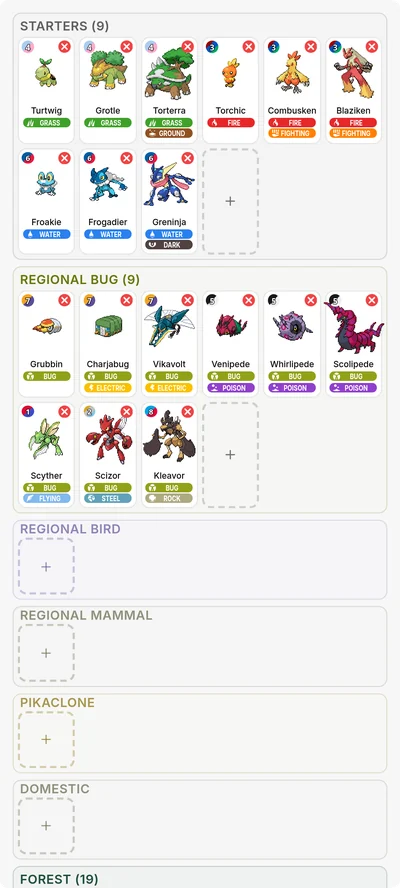 STARTERS (9)
4 4 4 3 3 3
Turtwig Grotle Torterra Torchic Combusken Blaziken
GRASS GRASS GRASS FIRE FIRE FIRE
GROUND FIGHTING FIGHTING
6 6 6
Froakie Frogadier Greninja
WATER WATER WATER
DARK
+
REGIONAL BUG (9)
7 7 7 5 5 5
Grubbin Charjabug Vikavolt Venipede Whirlipede Scolipede
BUG BUG BUG BUG BUG BUG
ELECTRIC ELECTRIC POISON POISON POISON
1 2 8
Scyther Scizor Kleavor
BUG BUG BUG
FLYING STEEL ROCK
+
REGIONAL BIRD
+
REGIONAL MAMMAL
+
PIKACLONE
+
DOMESTIC
+
FOREST (19)